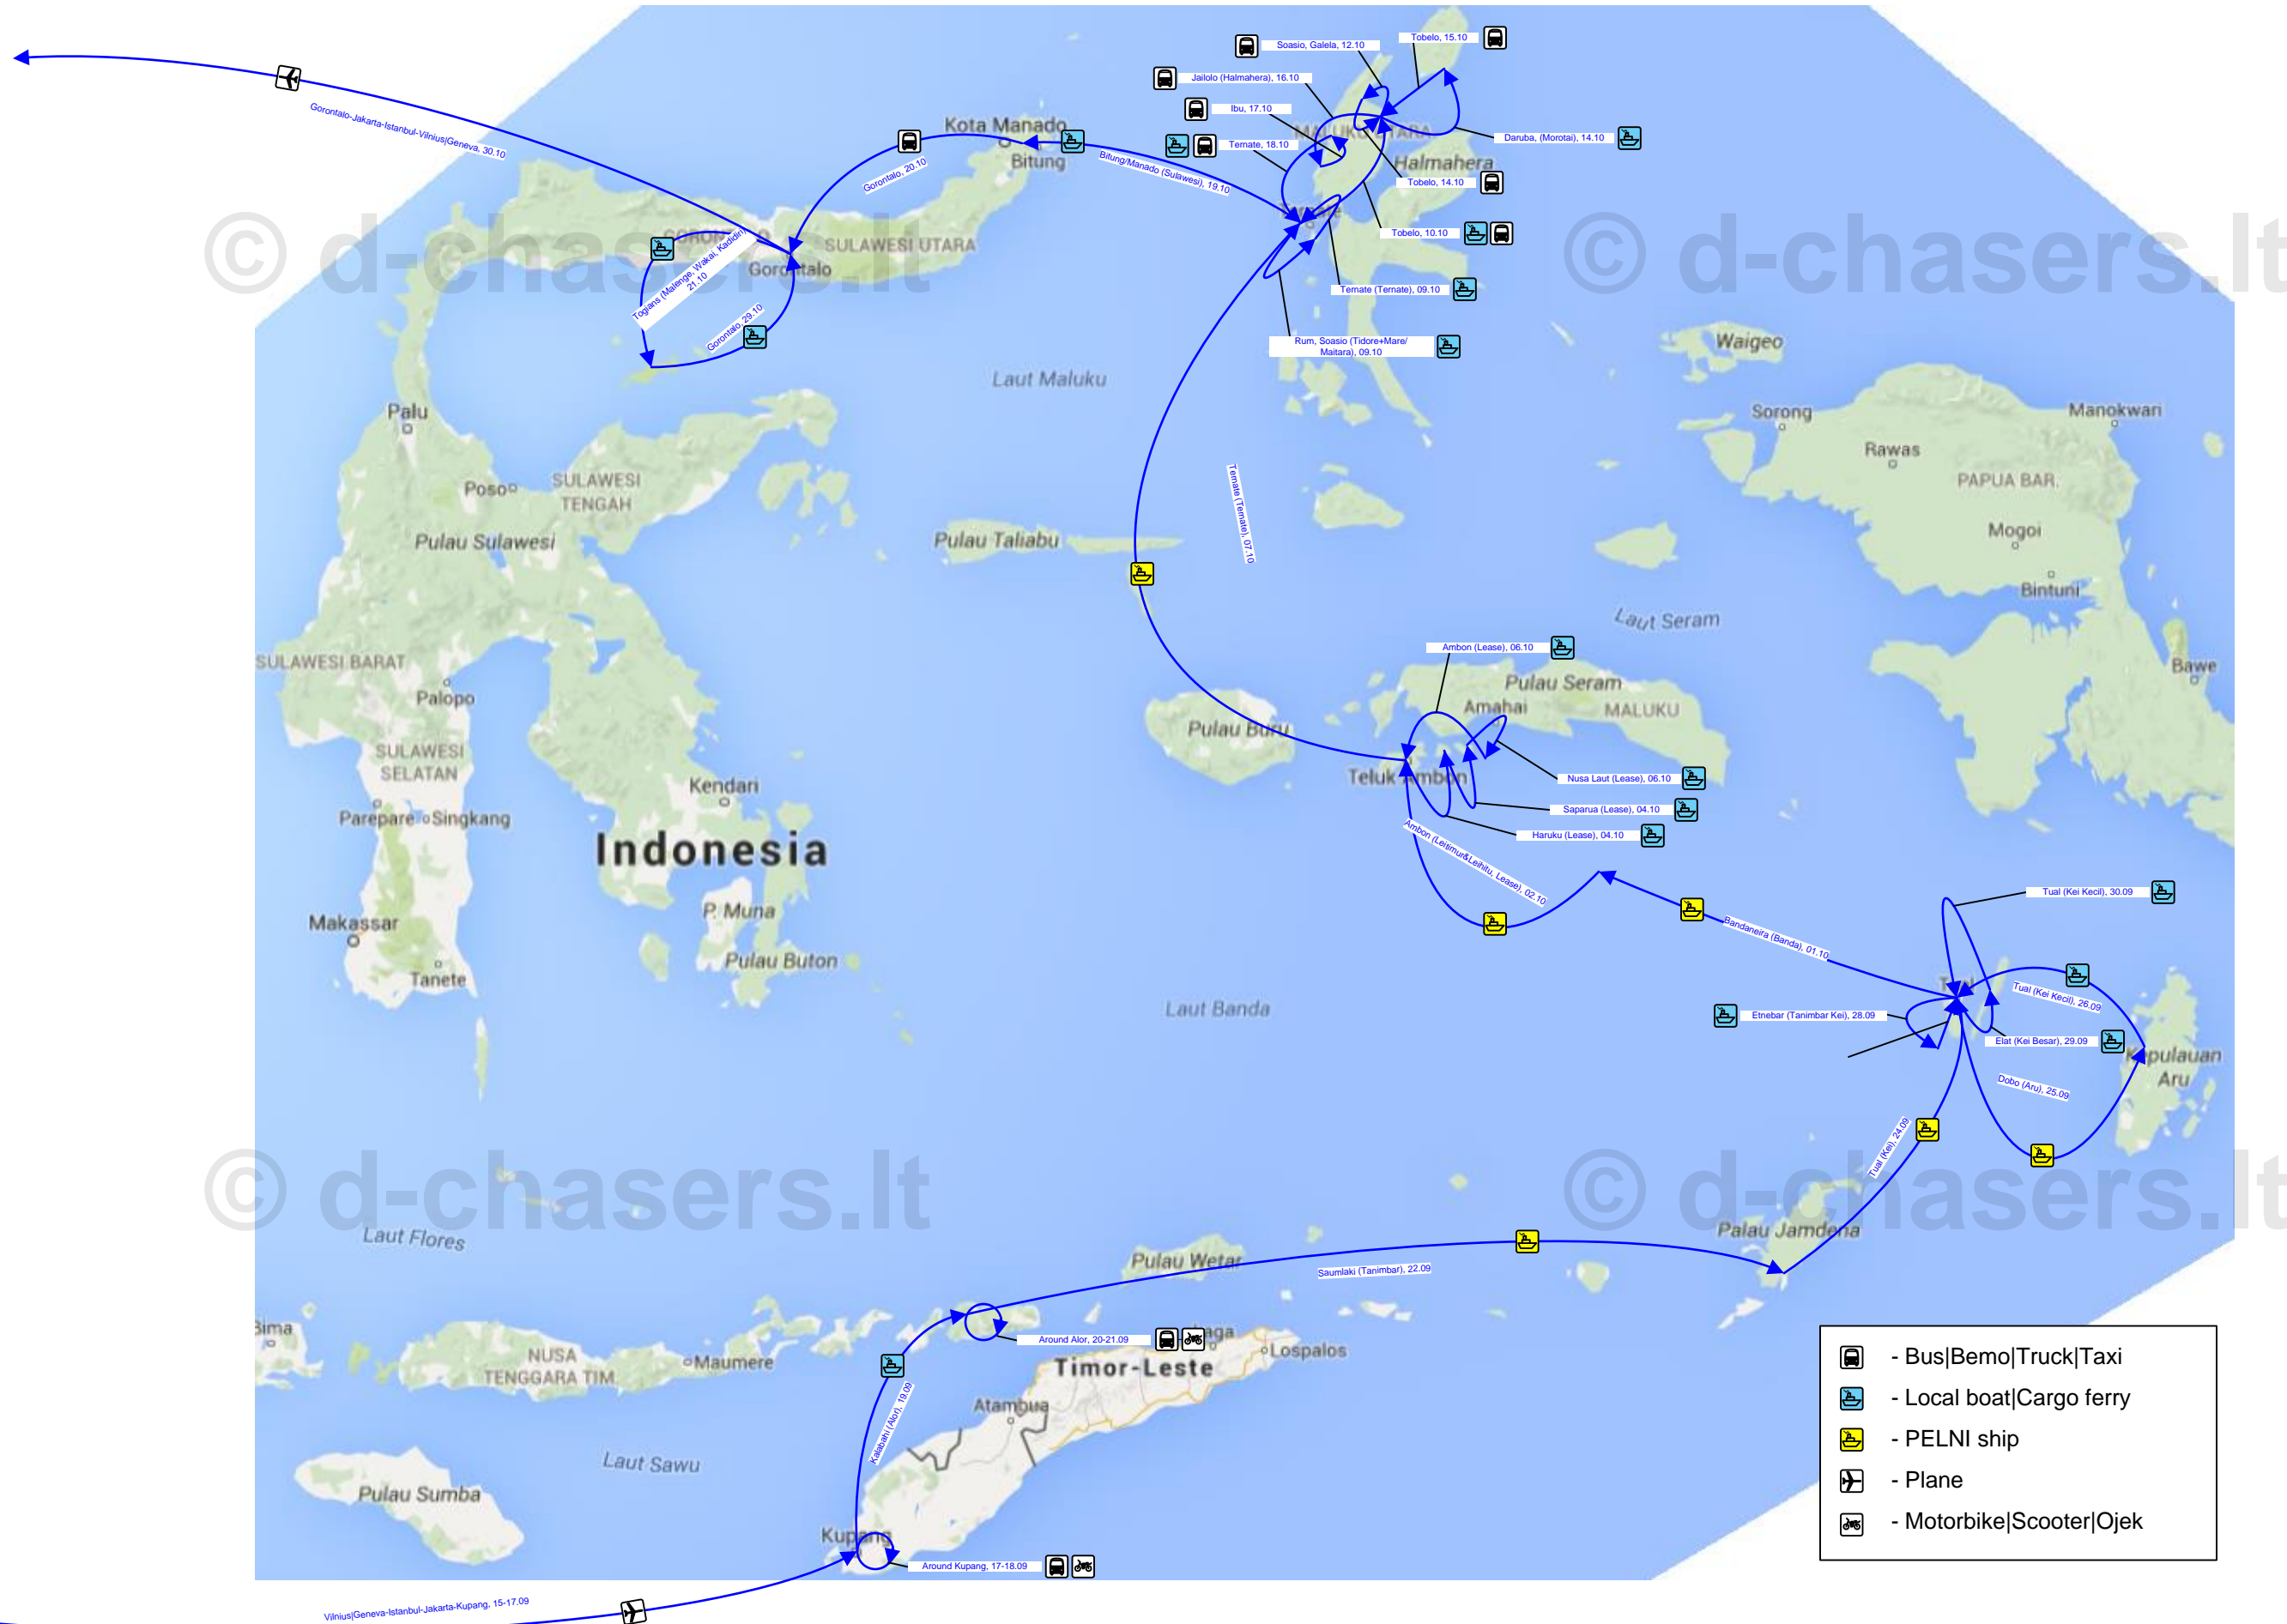 Soasio, Galela, 12.10
Tobelo, 15.10
Jailolo (Halmahera), 16.10
Ibu, 17.10
Ternate, 18.10
Daruba, (Morotai), 14.10
Tobelo, 14.10
Tobelo, 10.10
Ternate (Ternate), 09.10
Rum, Soasio (Tidore+Mare/
Maitara), 09.10
MALUKU UTARA
Halmahera
Gorontalo-Jakarta-Istanbul-Vilnius|Geneva, 30.10
Kota Manado
Bitung
Bitung/Manado (Sulawesi), 19.10
Gorontalo, 20.10
© d-chasers.lt
© d-chasers.lt
SULAWESI UTARA
Gorontalo
Togians (Malenge, Wakai, Kadidiri),
21.10
Gorontalo, 29.10
Laut Maluku
Waigeo
Palu
Sorong
Manokwari
Rawas
PAPUA BAR.
Poso
SULAWESI
TENGAH
Pulau Sulawesi
Pulau Taliabu
Ternate (Ternate), 07.10
Mogoi
Bintuni
Laut Seram
SULAWESI BARAT
Palopo
Ambon (Lease), 06.10
Pulau Seram
Amahai
MALUKU
Bawe
Pulau Buru
Teluk Ambon
SULAWESI
SELATAN
Kendari
Nusa Laut (Lease), 06.10
Saparua (Lease), 04.10
Haruku (Lease), 04.10
Parepare
Singkang
Indonesia
Ambon (Leitimur&Leihitu, Lease), 02.10
P. Muna
Makassar
Tanete
Pulau Buton
Tual (Kei Kecil), 30.09
Bandaneira (Banda), 01.10
Laut Banda
Tual (Kei Kecil), 26.09
Etnebar (Tanimbar Kei), 28.09
Elat (Kei Besar), 29.09
Kepulauan
Aru
Dobo (Aru), 25.09
Tual (Kei), 24.09
© d-chasers.lt
© d-chasers.lt
Laut Flores
Palau Jamdena
Pulau Wetar
Saumlaki (Tanimbar), 22.09
Around Alor, 20-21.09
Lospalos
NUSA
TENGGARA TIM.
Maumere
Timor-Leste
Atambua
Kalabahi (Alor), 19.09
Laut Sawu
Pulau Sumba
Kupang
Around Kupang, 17-18.09
Vilnius|Geneva-Istanbul-Jakarta-Kupang, 15-17.09
- Bus|Bemo|Truck|Taxi
- Local boat|Cargo ferry
- PELNI ship
- Plane
- Motorbike|Scooter|Ojek